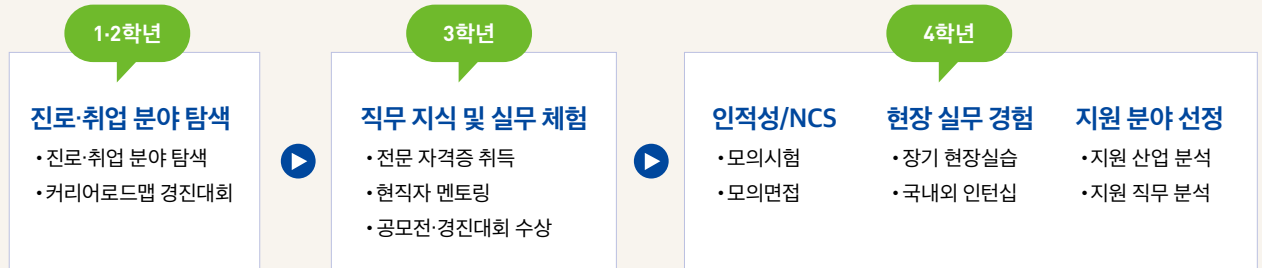 1·2학년
진로·취업 분야 탐색
•진로·취업 분야 탐색
•커리어로드맵 경진대회
3학년
직무 지식 및 실무 체험
•전문 자격증 취득
•현직자 멘토링
•공모전·경진대회 수상
4학년
인적성/NCS
•모의시험
•모의면접
현장 실무 경험
•장기 현장실습
•국내외 인턴십
지원 분야 선정
•지원 산업 분석
•지원 직무 분석